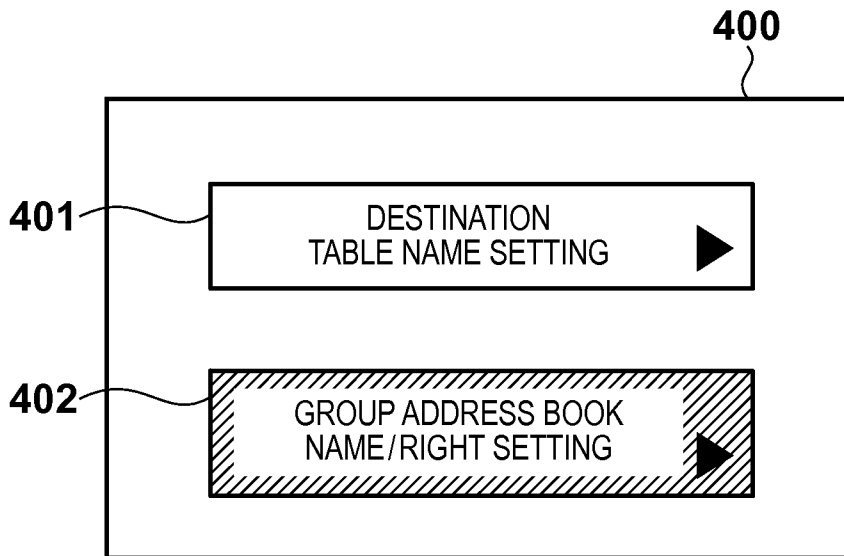 400
401
DESTINATION
TABLE NAME SETTING
402
GROUP ADDRESS BOOK
NAME/RIGHT SETTING